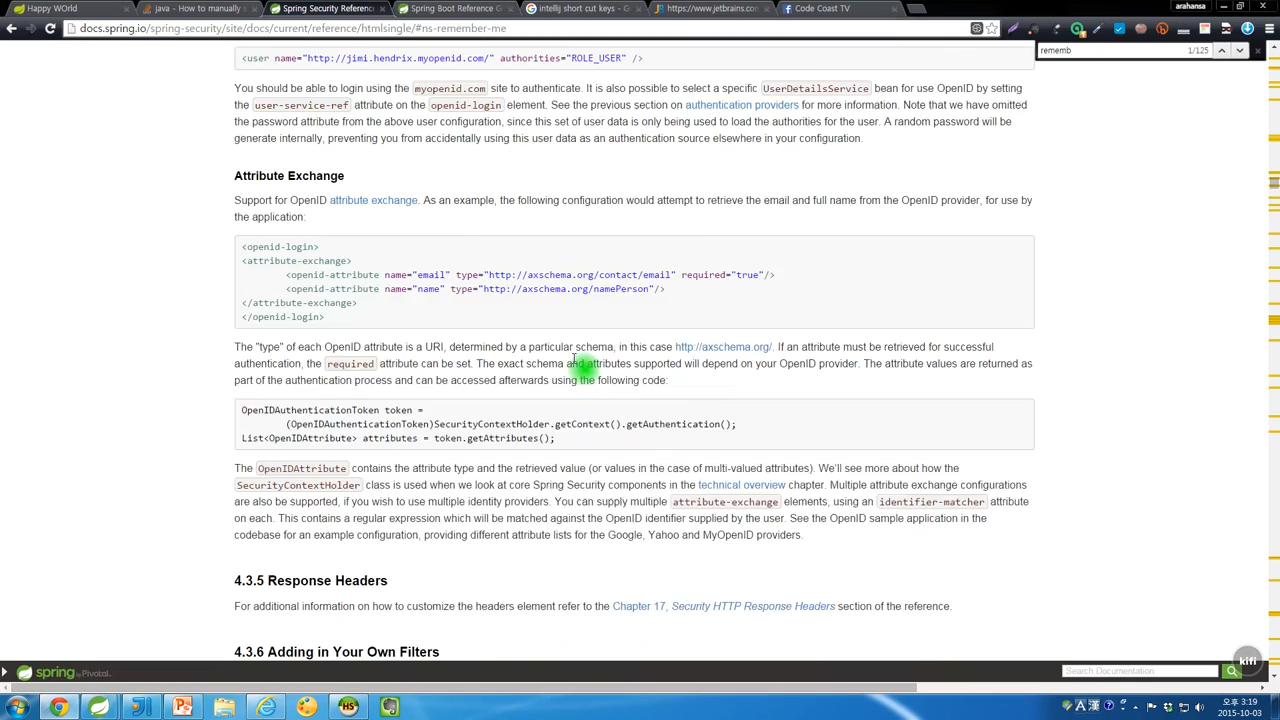 Happy WORLD
java - How to manually s
Spring Security Referenc
Spring Boot Reference G
intellij short cut keys - G
https://www.jetbrains.com
Code Coast TV
arahansa
docs.spring.io/spring-security/site/docs/current/reference/htmlsingle/#ns-remember-me
rememb
1/125
<user name="http://jimi.hendrix.myopenid.com/" authorities="ROLE_USER" />
You should be able to login using the myopenid.com site to authenticate. It is also possible to select a specific UserDetailsService bean for use OpenID by setting
the user-service-ref attribute on the openid-login element. See the previous section on authentication providers for more information. Note that we have omitted
the password attribute from the above user configuration, since this set of user data is only being used to load the authorities for the user. A random password will be
generate internally, preventing you from accidentally using this user data as an authentication source elsewhere in your configuration.
Attribute Exchange
Support for OpenID attribute exchange. As an example, the following configuration would attempt to retrieve the email and full name from the OpenID provider, for use by
the application:
<openid-login>
<attribute-exchange>
<openid-attribute name="email" type="http://axschema.org/contact/email" required="true"/>
<openid-attribute name="name" type="http://axschema.org/namePerson"/>
</attribute-exchange>
</openid-login>
The "type" of each OpenID attribute is a URI, determined by a particular schema, in this case http://axschema.org/. If an attribute must be retrieved for successful
authentication, the required attribute can be set. The exact schema and attributes supported will depend on your OpenID provider. The attribute values are returned as
part of the authentication process and can be accessed afterwards using the following code:
OpenIDAuthenticationToken token =
(OpenIDAuthenticationToken)SecurityContextHolder.getContext().getAuthentication();
List<OpenIDAttribute> attributes = token.getAttributes();
The OpenIDAttribute contains the attribute type and the retrieved value (or values in the case of multi-valued attributes). We'll see more about how the
SecurityContextHolder class is used when we look at core Spring Security components in the technical overview chapter. Multiple attribute exchange configurations
are also be supported, if you wish to use multiple identity providers. You can supply multiple attribute-exchange elements, using an identifier-matcher attribute
on each. This contains a regular expression which will be matched against the OpenID identifier supplied by the user. See the OpenID sample application in the
codebase for an example configuration, providing different attribute lists for the Google, Yahoo and MyOpenID providers.
4.3.5 Response Headers
For additional information on how to customize the headers element refer to the Chapter 17, Security HTTP Response Headers section of the reference.
4.3.6 Adding in Your Own Filters
kifi
spring by Pivotal
Search Documentation
오후 3:19
2015-10-03